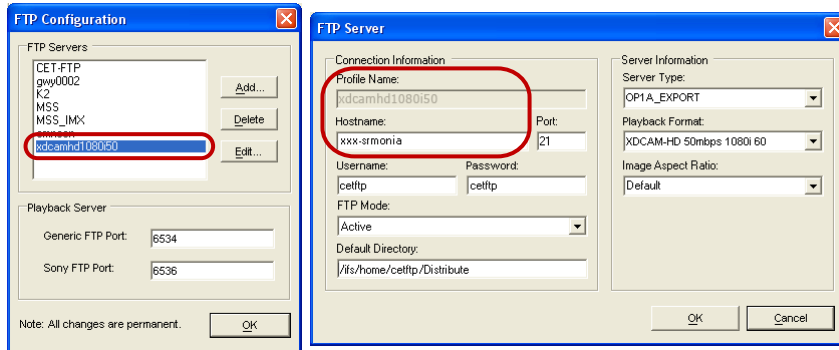 FTP Configuration
FTP Servers
CET-FTP
gwy0002
K2
MSS
MSS_IMX
xdcamhd1080i50
Add...
Delete
Edit...
Playback Server
Generic FTP Port:
6534
Sony FTP Port:
6536
Note: All changes are permanent.
OK
FTP Server
Connection Information
Profile Name:
xdcamhd1080i50
Hostname:
Port:
xxx-srmonia
21
Username:
Password:
cetftp
cetftp
FTP Mode:
Active
Default Directory:
/ifs/home/cetftp/Distribute
Server Information
Server Type:
OP1A_EXPORT
Playback Format:
XDCAM-HD 50mbps 1080i 60
Image Aspect Ratio:
Default
OK
Cancel